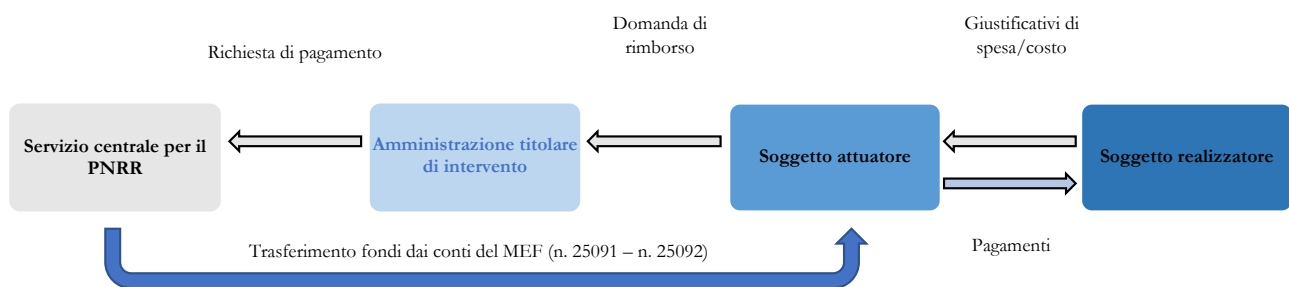 Richiesta di pagamento
Domanda di
rimborso
Giustificativi di
spesa/costo
Servizio centrale per il
PNRR
Amministrazione titolare
di intervento
Soggetto attuatore
Soggetto realizzatore
Trasferimento fondi dai conti del MEF (n. 25091 – n. 25092)
Pagamenti